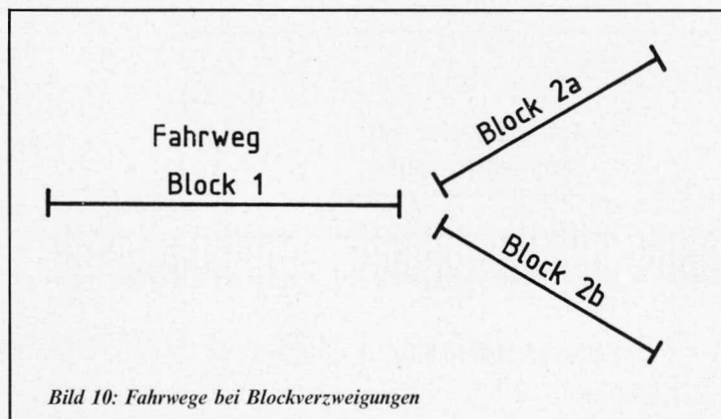 Fahrweg
Block 1
Block 2a
Block 2b
Bild 10: Fahrwege bei Blockverzweigungen